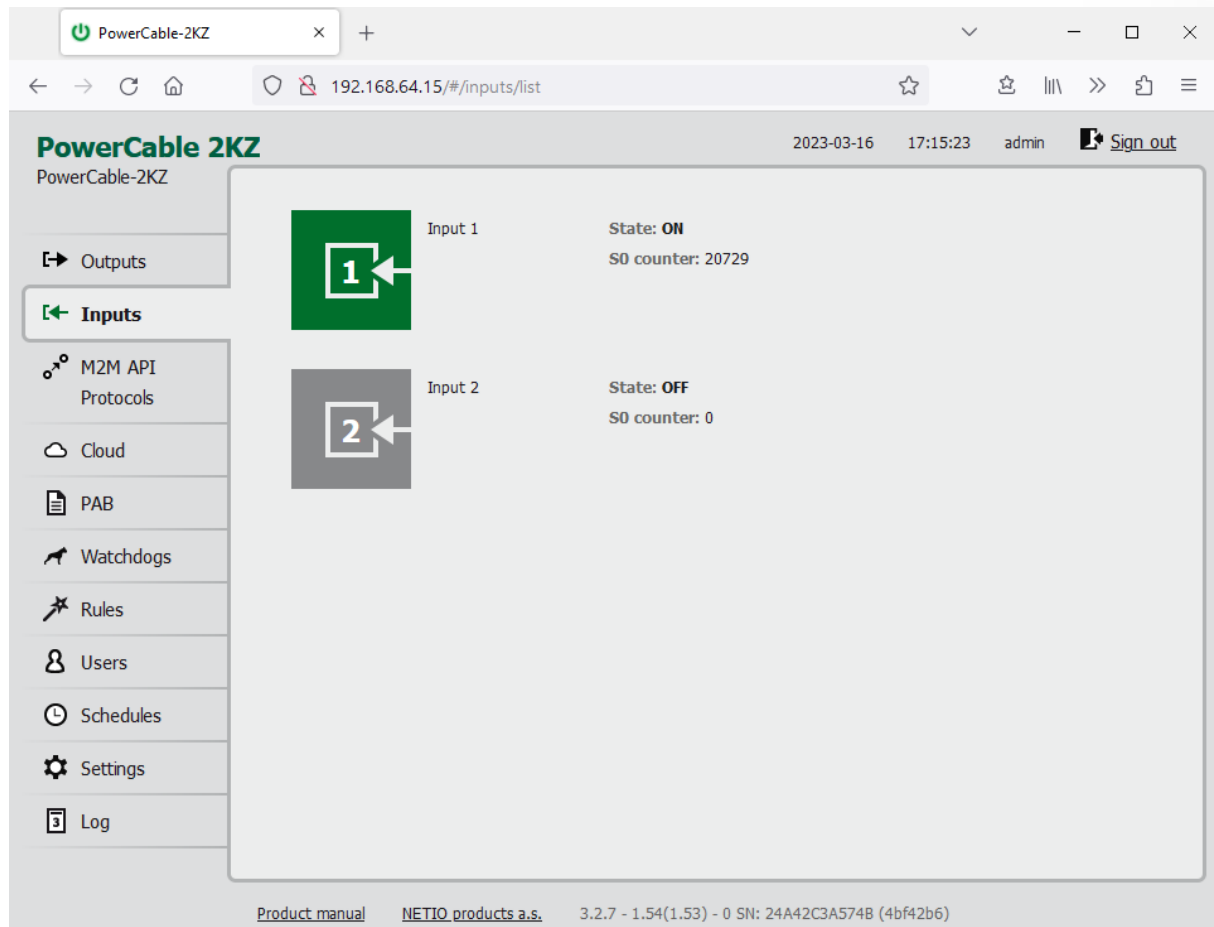 PowerCable-2KZ
192.168.64.15/#/inputs/list
PowerCable 2KZ
2023-03-16 17:15:23 admin Sign out
PowerCable-2KZ
Outputs
Inputs
M2M API
Protocols
Cloud
PAB
Watchdogs
Rules
Users
Schedules
Settings
3 Log
1
Input 1 State: ON
S0 counter: 20729
2
Input 2 State: OFF
S0 counter: 0
Product manual NETIO products a.s. 3.2.7 - 1.54(1.53) - 0 SN: 24A42C3A574B (4bf42b6)